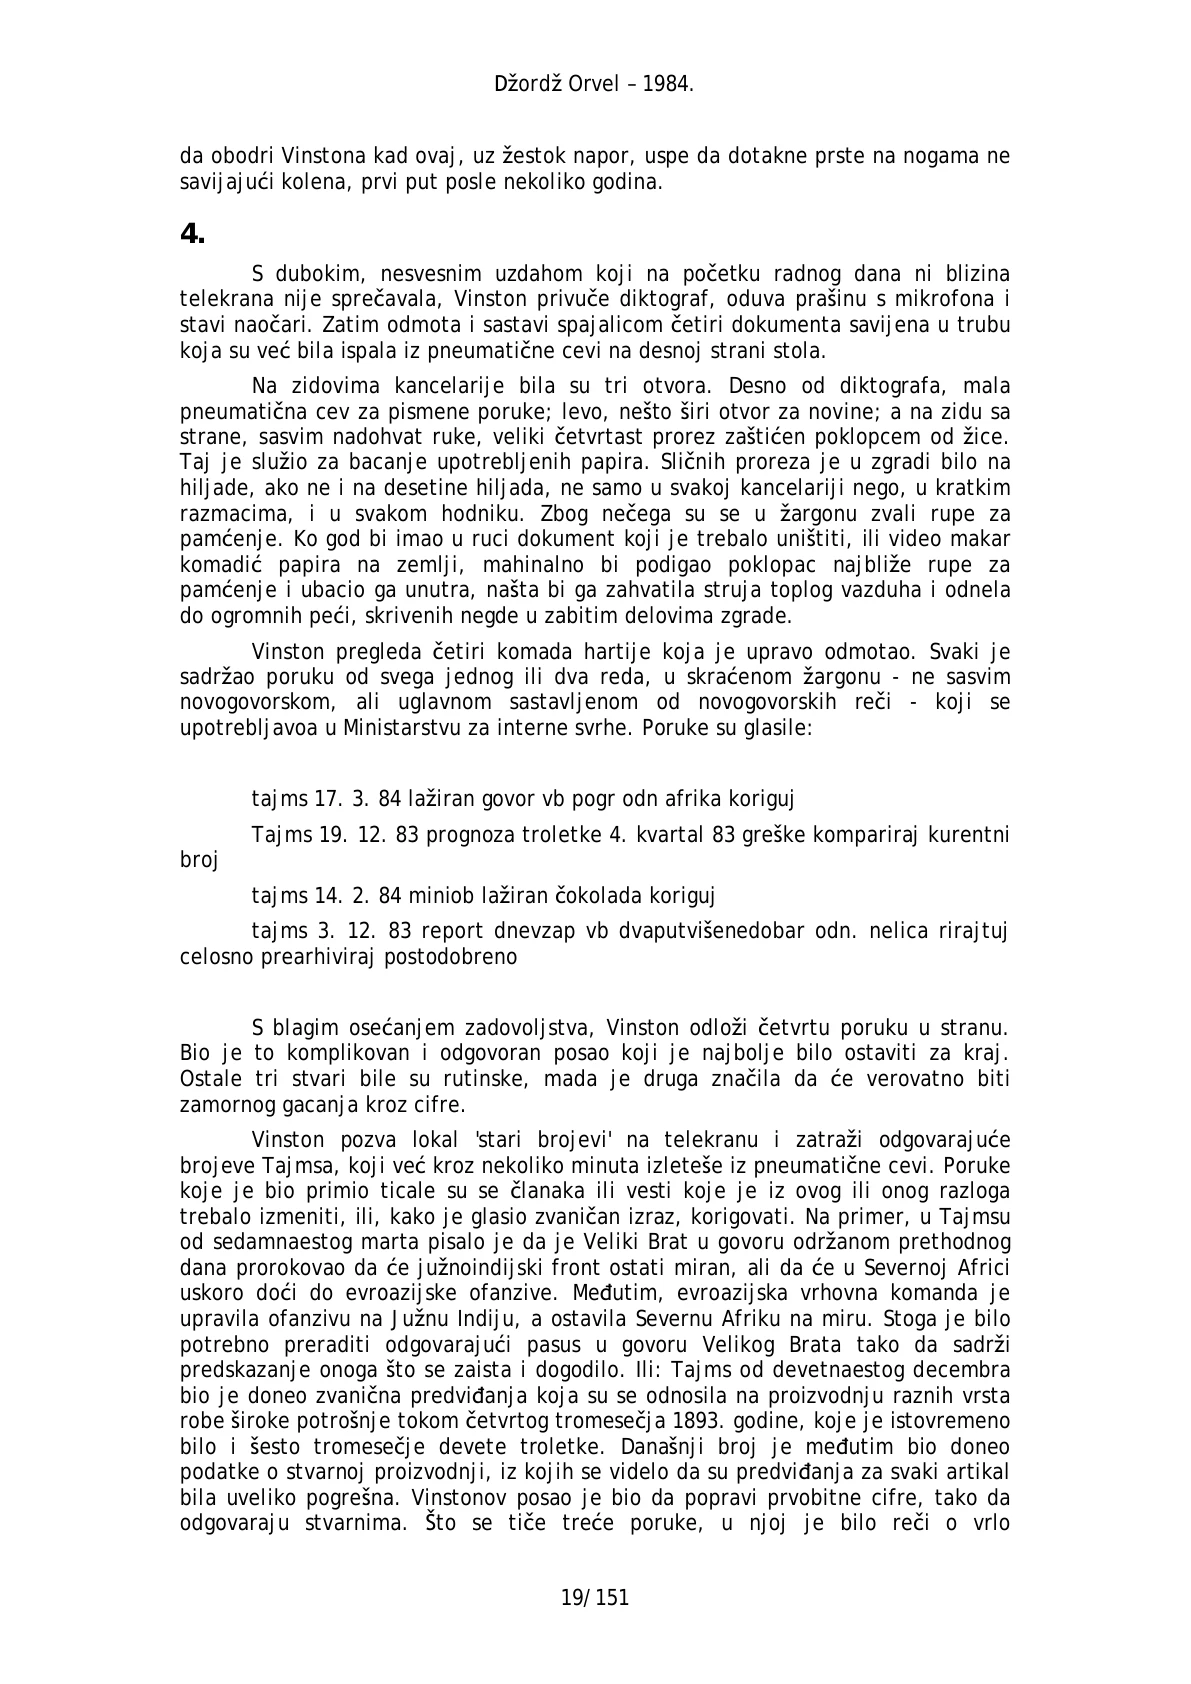 Džordž Orvel – 1984.
da obodri Vinstona kad ovaj, uz žestok napor, uspe da dotakne prste na nogama ne
savijajući kolena, prvi put posle nekoliko godina.
4.
S dubokim, nesvesnim uzdahom koji na početku radnog dana ni blizina
telekrana nije sprečavala, Vinston privuče diktograf, oduva prašinu s mikrofona i
stavi naočari. Zatim odmota i sastavi spajalicom četiri dokumenta savijena u trubu
koja su već bila ispala iz pneumatične cevi na desnoj strani stola.
Na zidovima kancelarije bila su tri otvora. Desno od diktografa, mala
pneumatična cev za pismene poruke; levo, nešto širi otvor za novine; a na zidu sa
strane, sasvim nadohvat ruke, veliki četvrtast prorez zaštićen poklopcem od žice.
Taj je služio za bacanje upotrebljenih papira. Sličnih proreza je u zgradi bilo na
hiljade, ako ne i na desetine hiljada, ne samo u svakoj kancelariji nego, u kratkim
razmacima, i u svakom hodniku. Zbog nečega su se u žargonu zvali rupe za
pamćenje. Ko god bi imao u ruci dokument koji je trebalo uništiti, ili video makar
komadić papira na zemlji, mahinalno bi podigao poklopac najbliže rupe za
pamćenje i ubacio ga unutra, našta bi ga zahvatila struja toplog vazduha i odnela
do ogromnih peći, skrivenih negde u zabitim delovima zgrade.
Vinston pregleda četiri komada hartije koja je upravo odmotao. Svaki je
sadržao poruku od svega jednog ili dva reda, u skraćenom žargonu - ne sasvim
novogovorskom, ali uglavnom sastavljenom od novogovorskih reči - koji se
upotrebljavoa u Ministarstvu za interne svrhe. Poruke su glasile:
tajms 17. 3. 84 lažiran govor vb pogr odn afrika koriguj
Tajms 19. 12. 83 prognoza troletke 4. kvartal 83 greške kompariraj kurentni
broj
tajms 14. 2. 84 miniob lažiran čokolada koriguj
tajms 3. 12. 83 report dnevzap vb dvaputvišenedobar odn. nelica rirajtuj
celosno prearhiviraj postodobreno
S blagim osećanjem zadovoljstva, Vinston odloži četvrtu poruku u stranu.
Bio je to komplikovan i odgovoran posao koji je najbolje bilo ostaviti za kraj.
Ostale tri stvari bile su rutinske, mada je druga značila da će verovatno biti
zamornog gacanja kroz cifre.
Vinston pozva lokal 'stari brojevi' na telekranu i zatraži odgovarajuće
brojeve Tajmsa, koji već kroz nekoliko minuta izleteše iz pneumatične cevi. Poruke
koje je bio primio ticale su se članaka ili vesti koje je iz ovog ili onog razloga
trebalo izmeniti, ili, kako je glasio zvaničan izraz, korigovati. Na primer, u Tajmsu
od sedamnaestog marta pisalo je da je Veliki Brat u govoru održanom prethodnog
dana prorokovao da će južnoindijski front ostati miran, ali da će u Severnoj Africi
uskoro doći do evroazijske ofanzive. Međutim, evroazijska vrhovna komanda je
upravila ofanzivu na Južnu Indiju, a ostavila Severnu Afriku na miru. Stoga je bilo
potrebno preraditi odgovarajući pasus u govoru Velikog Brata tako da sadrži
predskazanje onoga što se zaista i dogodilo. Ili: Tajms od devetnaestog decembra
bio je doneo zvanična predviđanja koja su se odnosila na proizvodnju raznih vrsta
robe široke potrošnje tokom četvrtog tromesečja 1893. godine, koje je istovremeno
bilo i šesto tromesečje devete troletke. Današnji broj je međutim bio doneo
podatke o stvarnoj proizvodnji, iz kojih se videlo da su predviđanja za svaki artikal
bila uveliko pogrešna. Vinstonov posao je bio da popravi prvobitne cifre, tako da
odgovaraju stvarnima. Što se tiče treće poruke, u njoj je bilo reči o vrlo
19/151